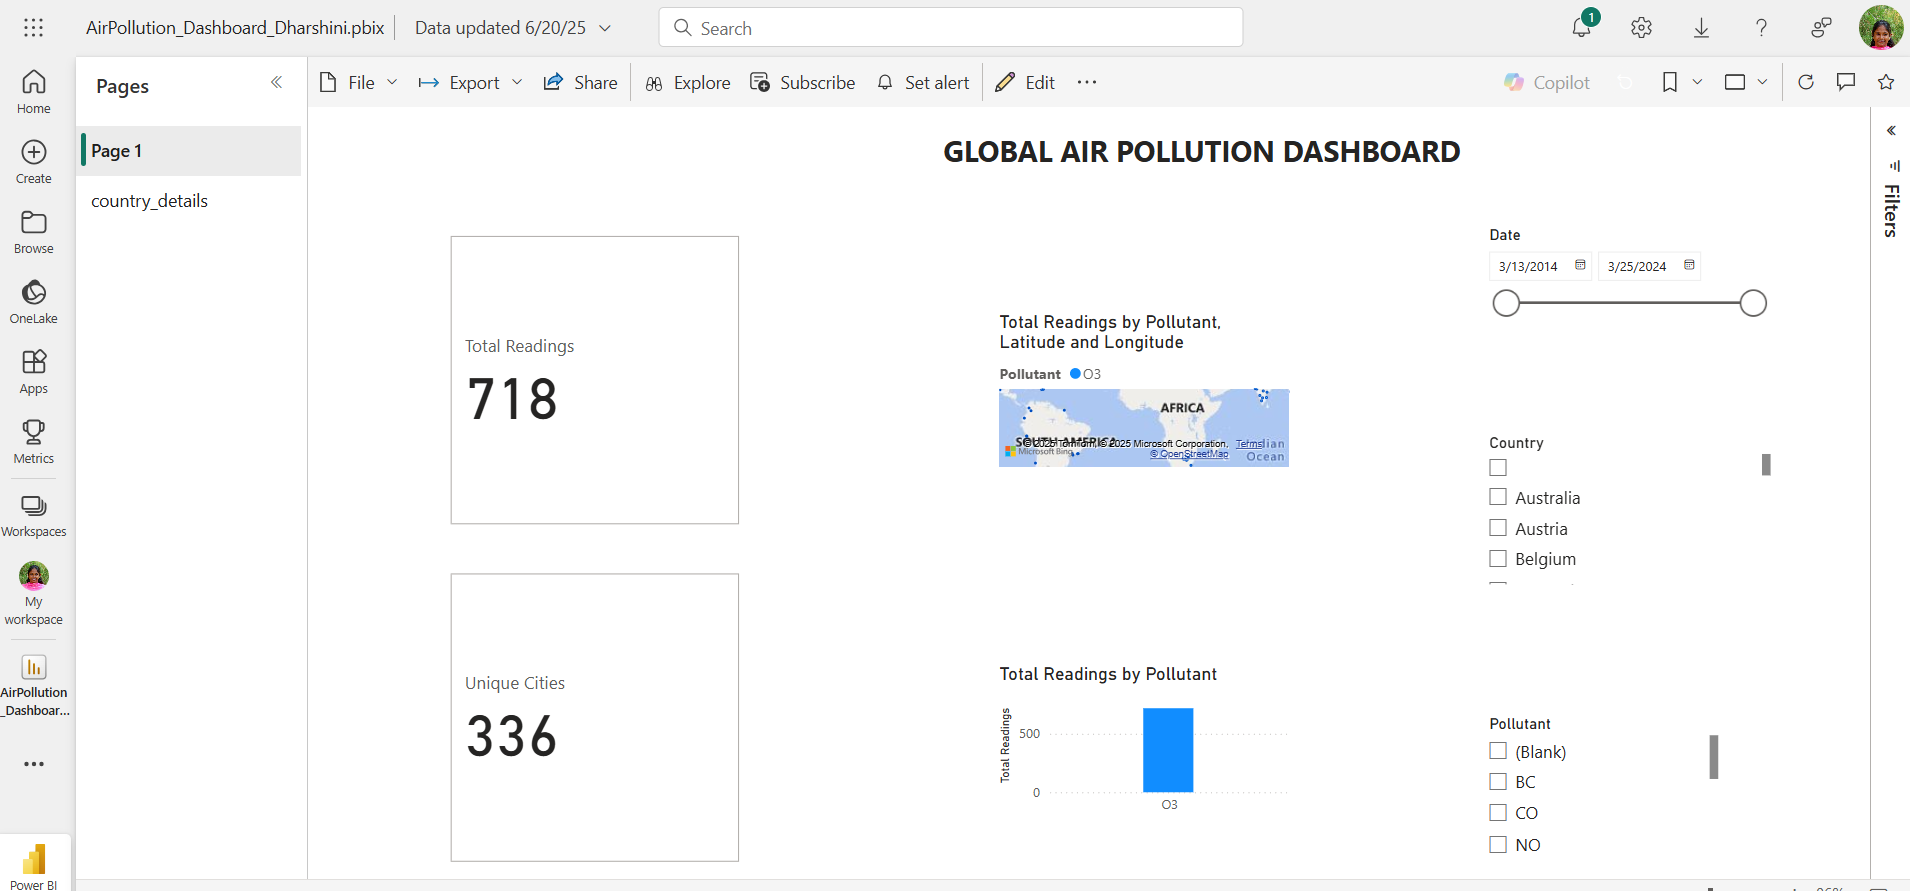 AirPollution_Dashboard_Dharshini.pbix
Data updated 6/20/25
Search
1
Home
Create
Browse
OneLake
Apps
Metrics
Workspaces
My
workspace
AirPollution
_Dashboar...
Power BI
Pages
Page 1
country_details
File
Export
Share
Explore
Subscribe
Set alert
Edit
Copilot
Filters
GLOBAL AIR POLLUTION DASHBOARD
Total Readings
718
Unique Cities
336
Total Readings by Pollutant,
Latitude and Longitude
Pollutant
O3
AFRICA
SOUTH AMERICA
© 2025 TomTom, © 2025 Microsoft Corporation,
Terms
Microsoft Bing
© OpenStreetMap
Ocean
Total Readings by Pollutant
Total Readings
500
0
O3
Date
3/13/2014
3/25/2024
Country
Australia
Austria
Belgium
Pollutant
(Blank)
BC
CO
NO